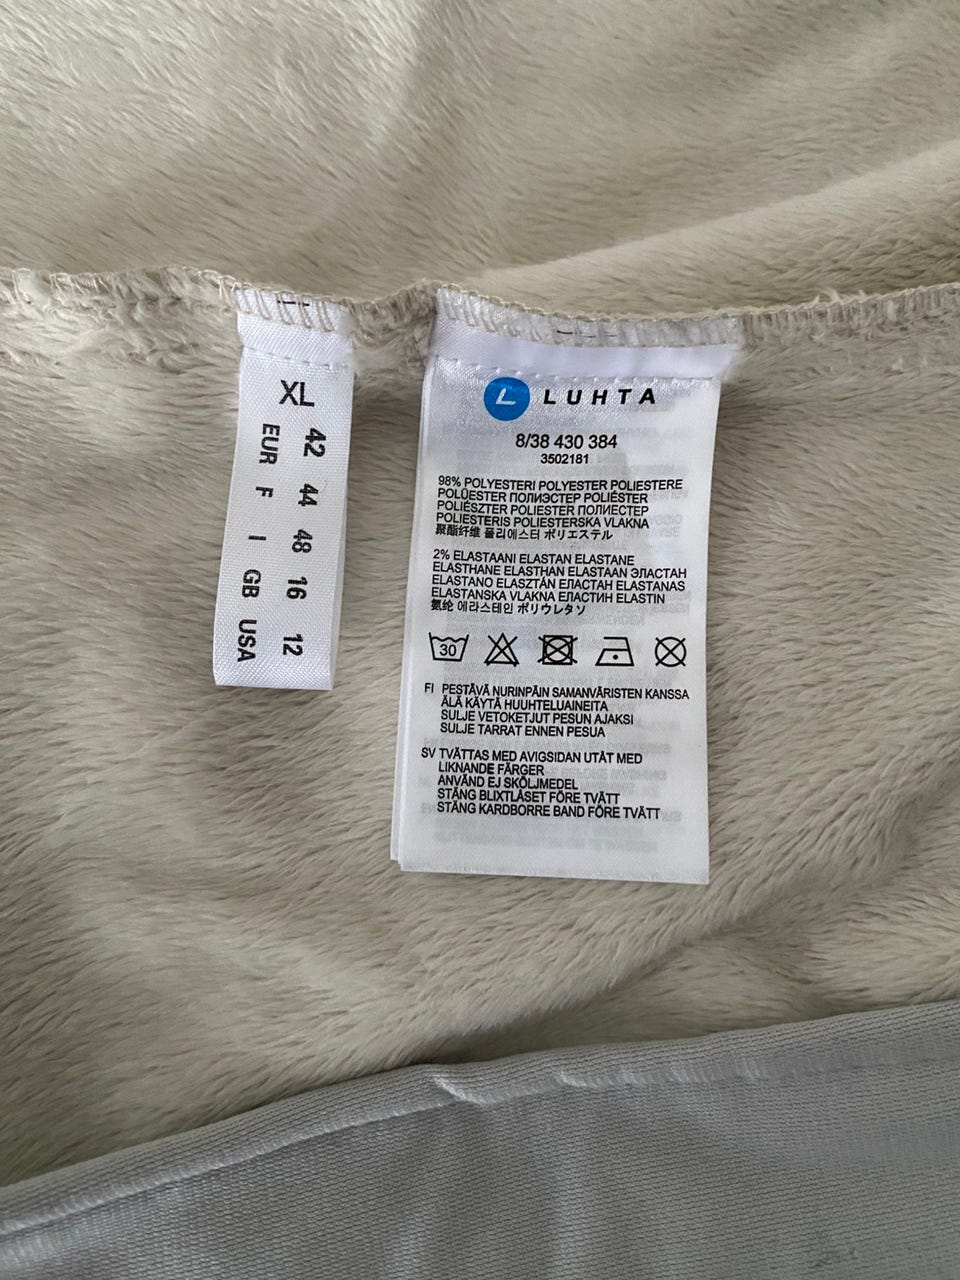 XL
42 44 48 16 12
EUR F I GB USA
LUHTA
8/38 430 384
3502181
98% POLYESTERI POLYESTER POLIESTERE
POLÜESTER ПОЛИЭСТЕР POLIÉSTER
POLIÉSZTER POLIESTER ПОЛИЕСТЕР
POLIESTERIS POLIESTERSKA VLAKNA
聚酯纤维 폴리에스터 ポリエステル
2% ELASTAANI ELASTAN ELASTANE
ELASTHANE ELASTHAN ELASTAAN ЭЛАСТАН
ELASTANO ELASZTÁN ЕЛАСТАН ELASTANAS
ELASTANSKA VLAKNA ЕЛАСТИН ELASTIN
氨纶 에라스테인 ポリウレタン
30
FI PESTÄVÄ NURINPÄIN SAMANVÄRISTEN KANSSA
ÄLÄ KÄYTÄ HUUHTELUAINEITA
SULJE VETOKETJUT PESUN AJAKSI
SULJE TARRAT ENNEN PESUA
SV TVÄTTAS MED AVIGSIDAN UTÅT MED
LIKNANDE FÄRGER
ANVÄND EJ SKÖLJMEDEL
STÄNG BLIXTLÅSET FÖRE TVÄTT
STÄNG KARDBORRE BAND FÖRE TVÄTT